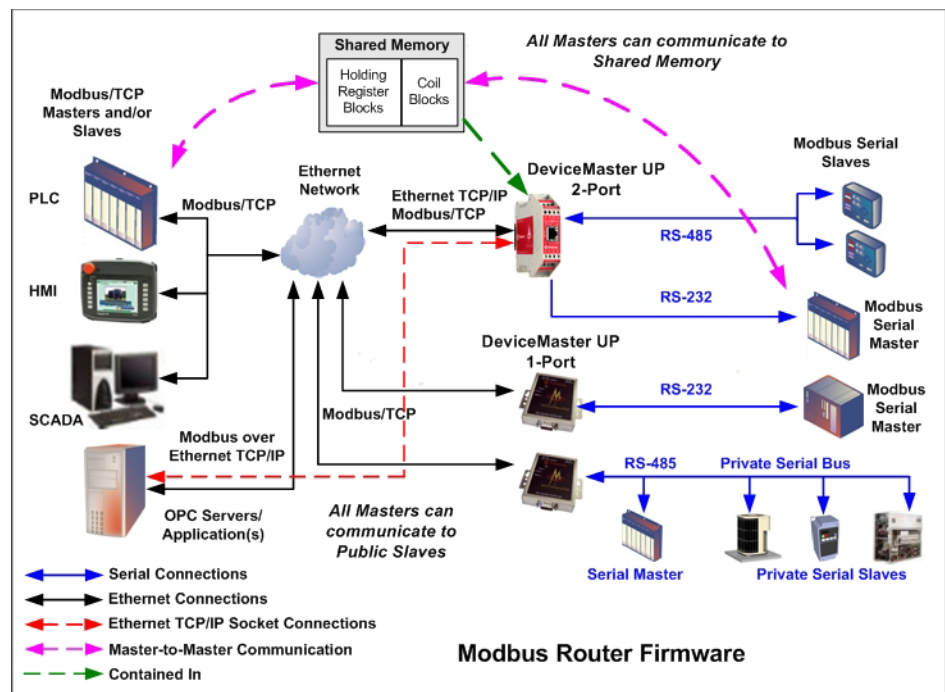 Shared Memory
Holding
Register
Blocks
Coil
Blocks
All Masters can communicate to
Shared Memory
Modbus/TCP
Masters and/or
Slaves
PLC
Modbus/TCP
Ethernet
Network
Ethernet TCP/IP
Modbus/TCP
DeviceMaster UP
2-Port
Modbus Serial
Slaves
RS-485
HMI
RS-232
Modbus
Serial
Master
DeviceMaster UP
1-Port
SCADA
Modbus/TCP
RS-232
Modbus
Serial
Master
Modbus over
Ethernet TCP/IP
RS-485
Private Serial Bus
OPC Servers/
Application(s)
All Masters can
communicate to
Public Slaves
Serial Master
Private Serial Slaves
Serial Connections
Ethernet Connections
Ethernet TCP/IP Socket Connections
Master-to-Master Communication
Contained In
Modbus Router Firmware